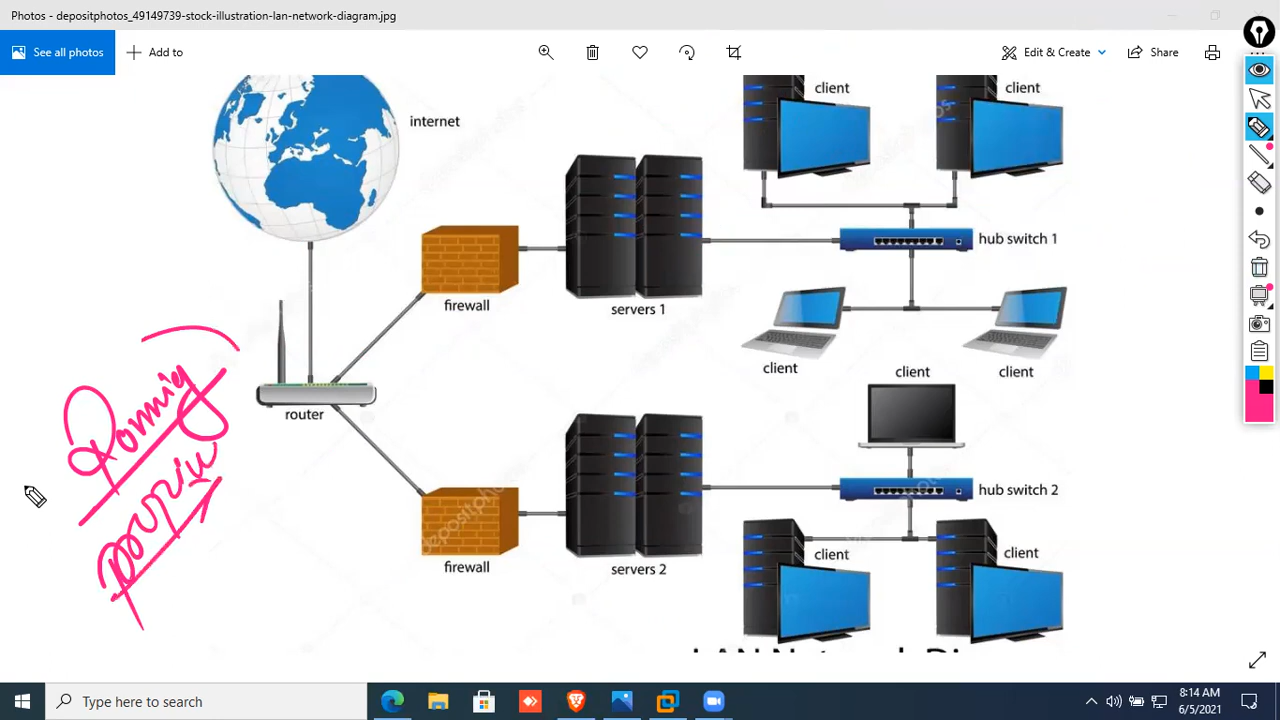 Photos - depositphotos_49149739-stock-illustration-lan-network-diagram.jpg
See all photos
Add to
Edit & Create
Share
client
client
internet
hub switch 1
firewall
servers 1
client
client
client
router
hub switch 2
client
client
firewall
servers 2
depositphotos
Type here to search
8:14 AM
6/5/2021